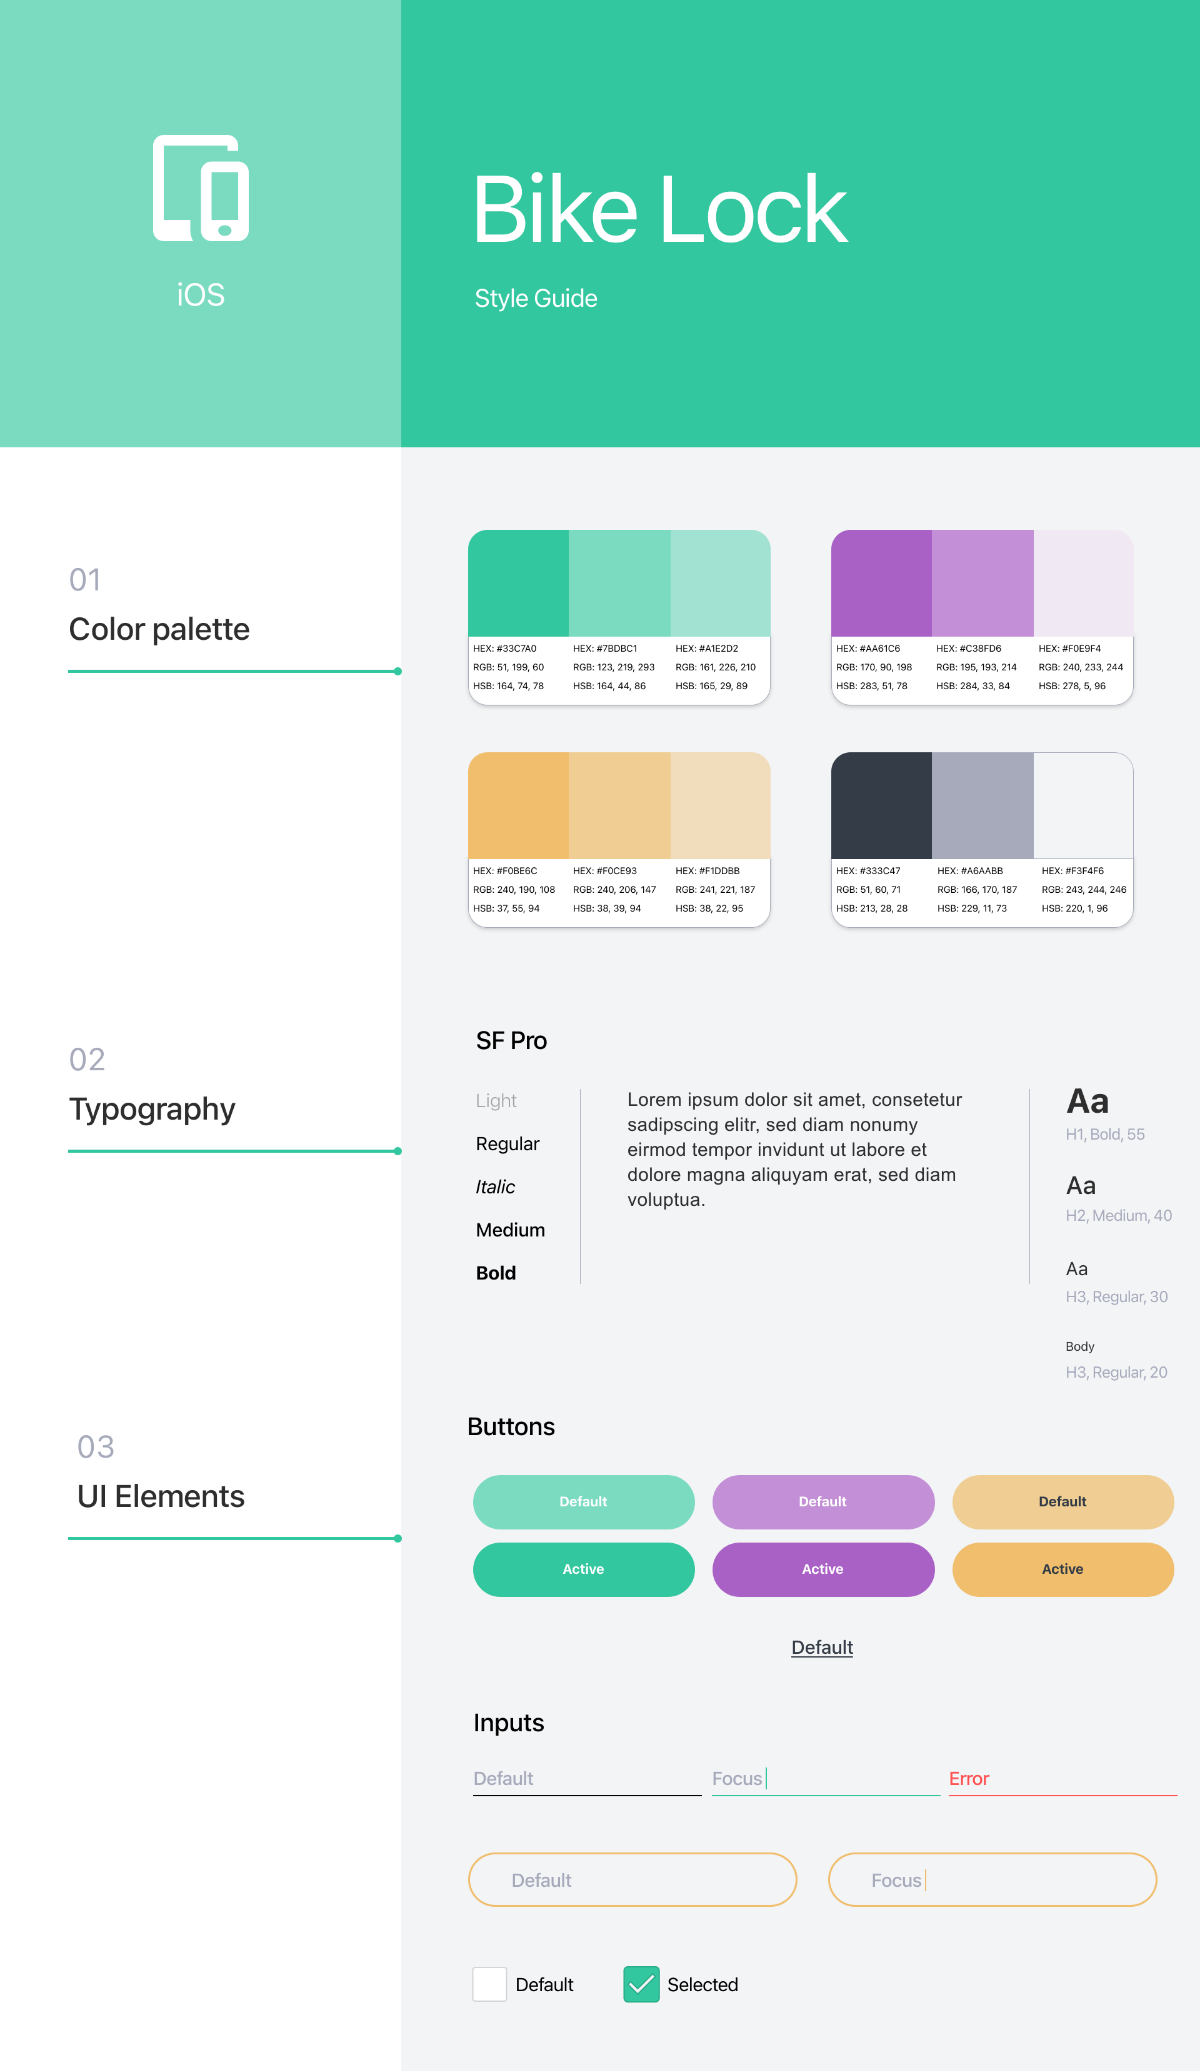 iOS
Bike Lock
Style Guide
01
Color palette
HEX: #33C7A0
RGB: 51, 199, 60
HSB: 164, 74, 78
HEX: #7BDBC1
RGB: 123, 219, 293
HSB: 164, 44, 86
HEX: #A1E2D2
RGB: 161, 226, 210
HSB: 165, 29, 89
HEX: #AA61C6
RGB: 170, 90, 198
HSB: 283, 51, 78
HEX: #C38FD6
RGB: 195, 193, 214
HSB: 284, 33, 84
HEX: #F0E9F4
RGB: 240, 233, 244
HSB: 278, 5, 96
HEX: #F0BE6C
RGB: 240, 190, 108
HSB: 37, 55, 94
HEX: #F0CE93
RGB: 240, 206, 147
HSB: 38, 39, 94
HEX: #F1DDBB
RGB: 241, 221, 187
HSB: 38, 22, 95
HEX: #333C47
RGB: 51, 60, 71
HSB: 213, 28, 28
HEX: #A6AABB
RGB: 166, 170, 187
HSB: 229, 11, 73
HEX: #F3F4F6
RGB: 243, 244, 246
HSB: 220, 1, 96
02
Typography
SF Pro
Light
Regular
Italic
Medium
Bold
Lorem ipsum dolor sit amet, consetetur
sadipscing elitr, sed diam nonumy
eirmod tempor invidunt ut labore et
dolore magna aliquyam erat, sed diam
voluptua.
Aa
H1, Bold, 55
Aa
H2, Medium, 40
Aa
H3, Regular, 30
Body
H3, Regular, 20
03
UI Elements
Buttons
Default
Default
Default
Active
Active
Active
Default
Inputs
Default
Focus
Error
Default
Focus
Default
Selected